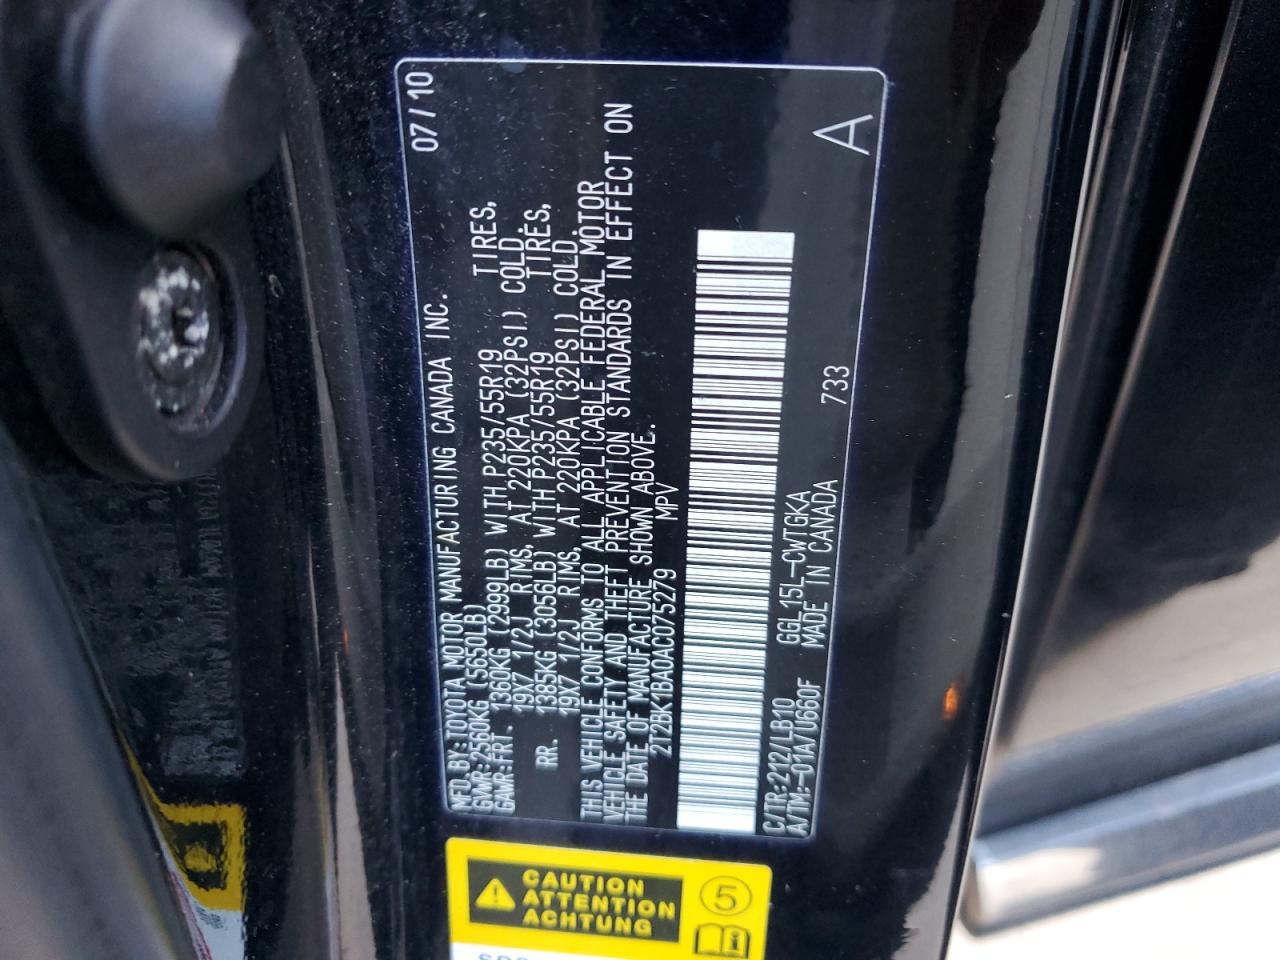 07/10
MFD.BY:TOYOTA MOTOR MANUFACTURING CANADA INC.
GVWR:2560KG (5650LB)
GAWR:FRT. 1360KG (2999LB) WITH P235/55R19 TIRES,
19X7 1/2J RIMS, AT 220KPA (32PSI) COLD.
RR. 1385KG (3056LB) WITH P235/55R19 TIRES,
19X7 1/2J RIMS, AT 220KPA (32PSI) COLD.
THIS VEHICLE CONFORMS TO ALL APPLICABLE FEDERAL MOTOR
VEHICLE SAFETY AND THEFT PREVENTION STANDARDS IN EFFECT ON
THE DATE OF MANUFACTURE SHOWN ABOVE.
2T2BK1BA0AC075279 MPV
C/TR:212/LB10 GGL15L-CWTGKA
A/TM:-01IA/U660F MADE IN CANADA 733
A
CAUTION
ATTENTION
ACHTUNG
5